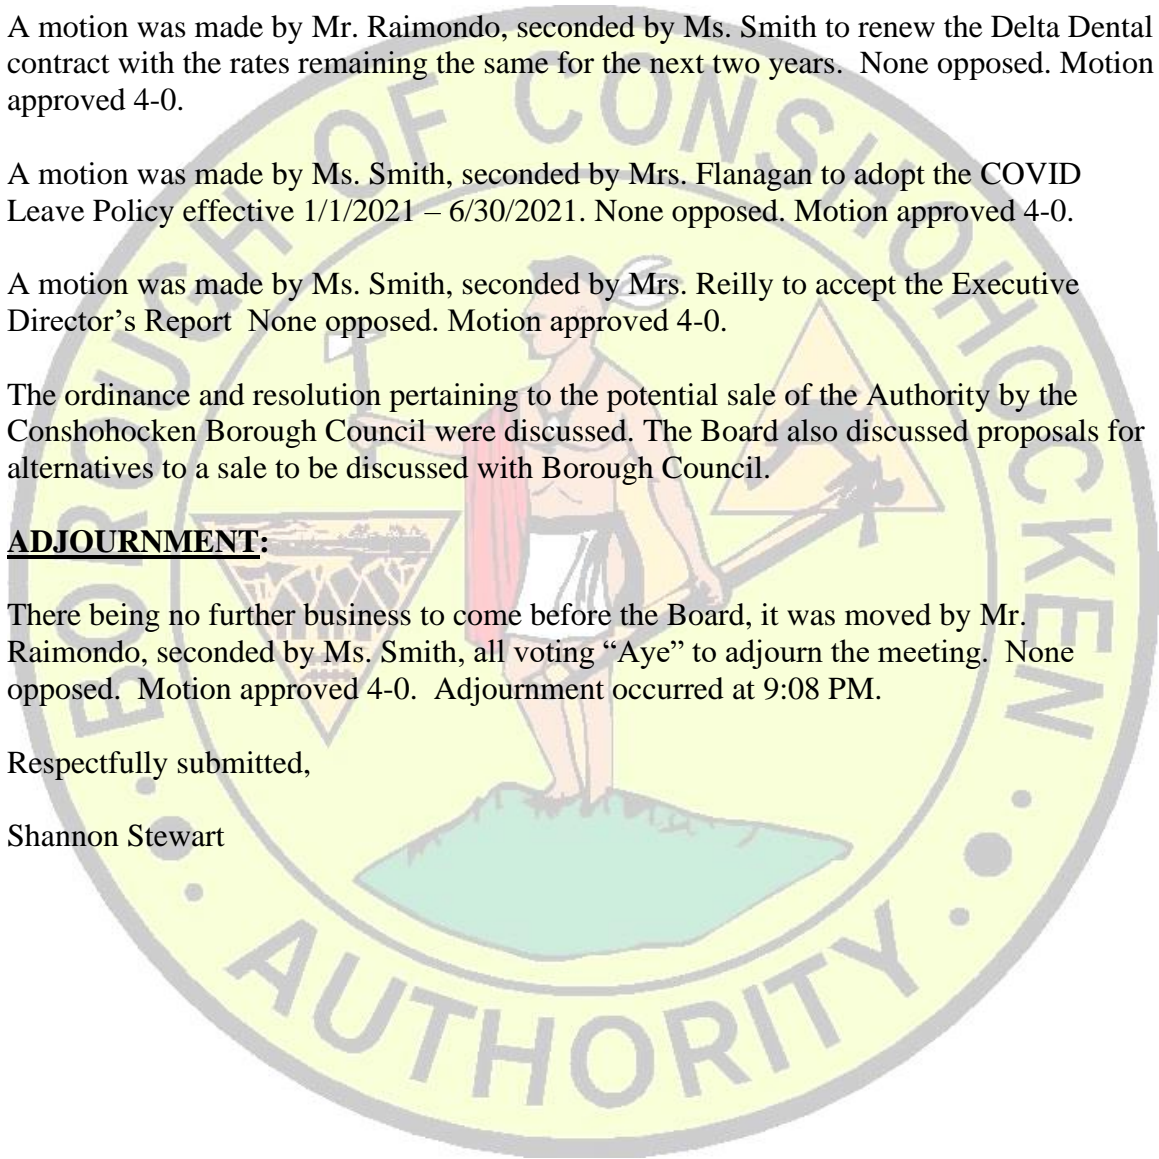 A motion was made by Mr. Raimondo, seconded by Ms. Smith to renew the Delta Dental
contract with the rates remaining the same for the next two years.  None opposed. Motion
approved 4-0.
A motion was made by Ms. Smith, seconded by Mrs. Flanagan to adopt the COVID
Leave Policy effective 1/1/2021 – 6/30/2021. None opposed. Motion approved 4-0.
A motion was made by Ms. Smith, seconded by Mrs. Reilly to accept the Executive
Director’s Report  None opposed. Motion approved 4-0.
The ordinance and resolution pertaining to the potential sale of the Authority by the
Conshohocken Borough Council were discussed. The Board also discussed proposals for
alternatives to a sale to be discussed with Borough Council.
ADJOURNMENT:
There being no further business to come before the Board, it was moved by Mr.
Raimondo, seconded by Ms. Smith, all voting “Aye” to adjourn the meeting.  None
opposed.  Motion approved 4-0.  Adjournment occurred at 9:08 PM.
Respectfully submitted,
Shannon Stewart
BOROUGH OF CONSHOHOCKEN
AUTHORITY